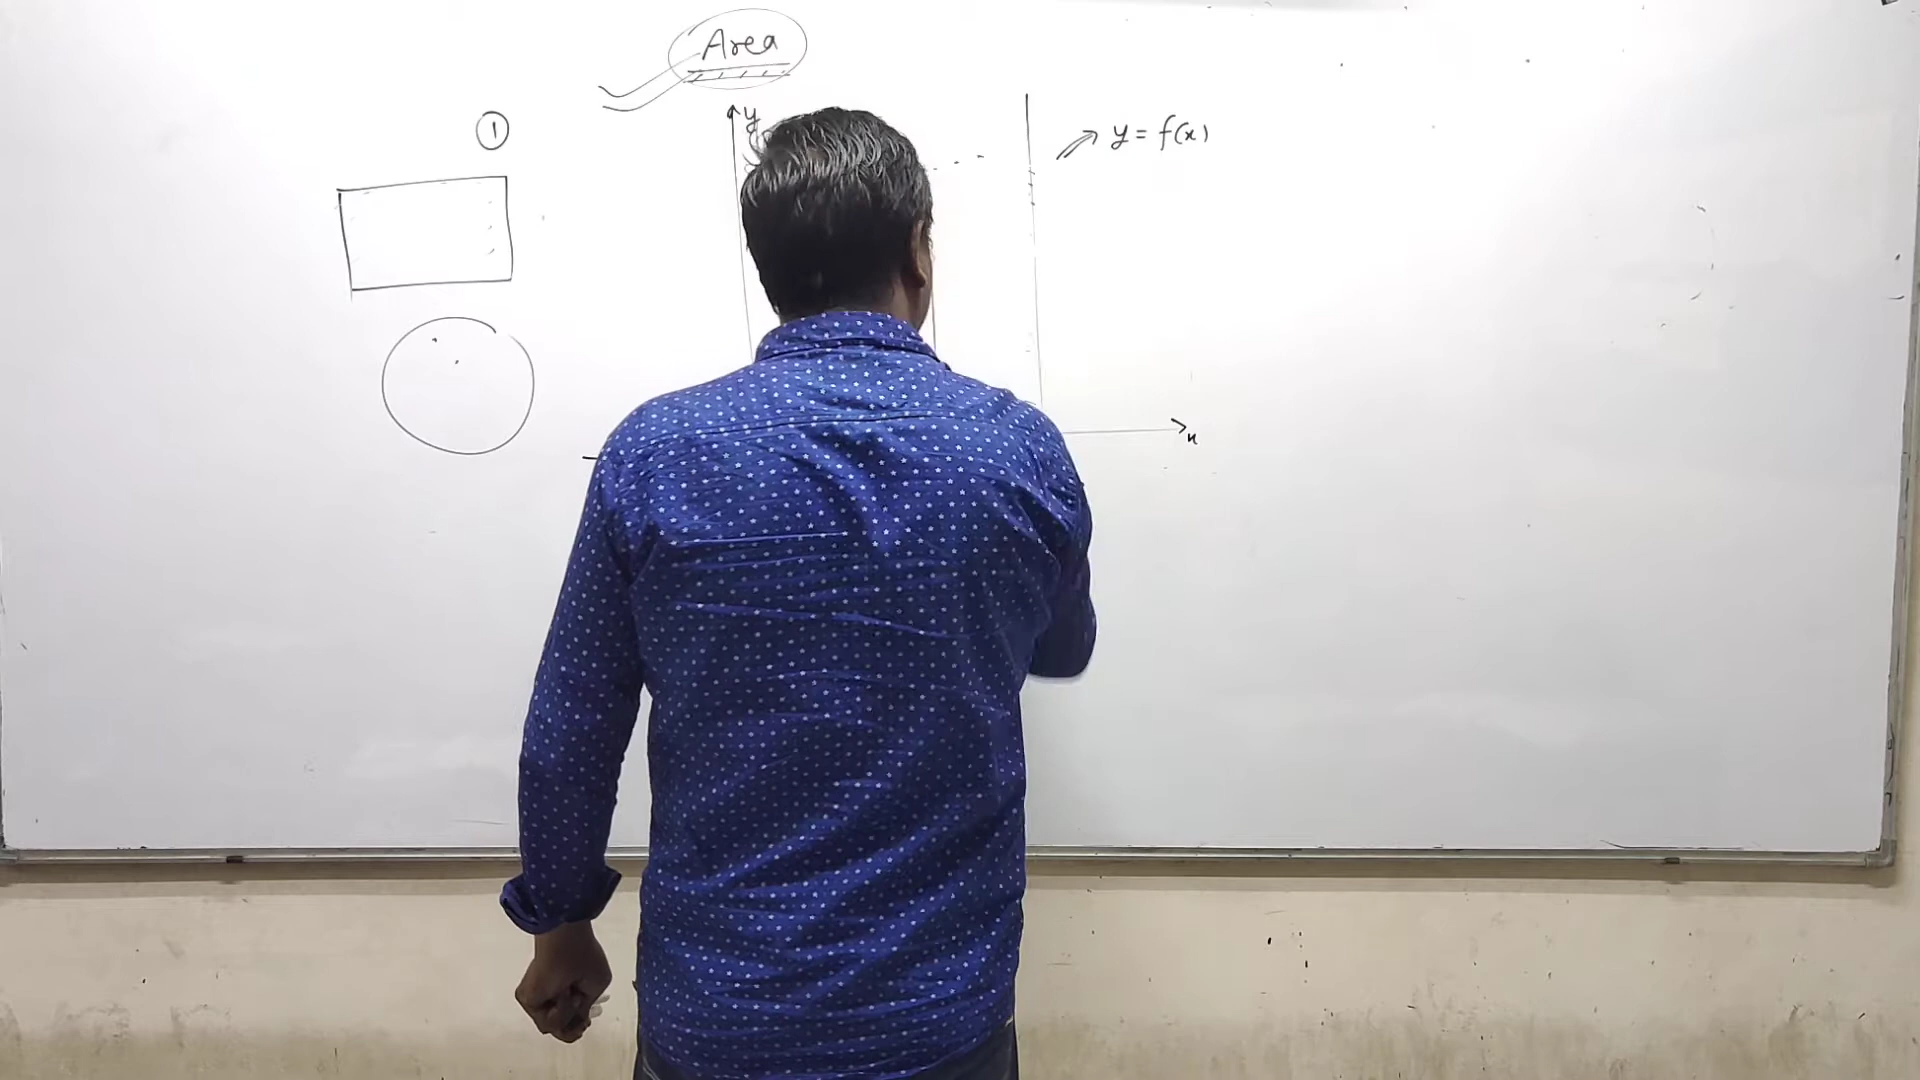 Area
1
y
y = f(x)
x